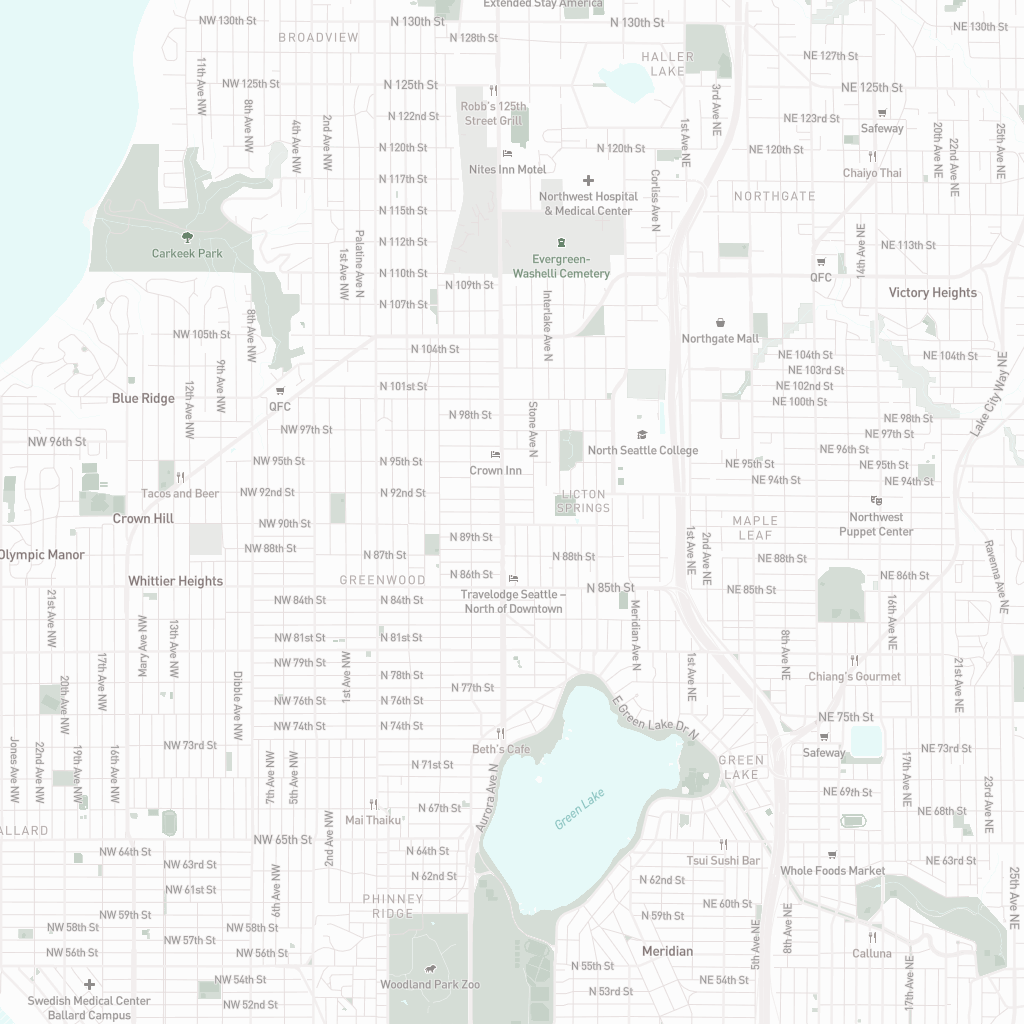 Extended Stay America
NW 130th St
N 130th St
N 130th St
BROADVIEW
N 128th St
HALLER
LAKE
NE 127th St
11th Ave NW
NW 125th St
N 125th St
3rd Ave NE
NE 125th St
8th Ave NW
Robb's 125th
Street Grill
4th Ave NW
2nd Ave NW
N 122nd St
1st Ave NE
NE 123rd St
Safeway
20th Ave NE
22nd Ave NE
25th Ave NE
N 120th St
N 120th St
NE 120th St
Nites Inn Motel
Chaiyo Thai
N 117th St
Corliss Ave N
Northwest Hospital
& Medical Center
NORTHGATE
N 115th St
Carkeek Park
Palatine Ave N
1st Ave NW
N 112th St
14th Ave NE
NE 113th St
Evergreen-
Washelli Cemetery
N 110th St
QFC
N 109th St
Victory Heights
N 107th St
Interlake Ave N
8th Ave NW
NW 105th St
Northgate Mall
N 104th St
NE 104th St
NE 104th St
NE 103rd St
9th Ave NW
12th Ave NW
N 101st St
NE 102nd St
Lake City Way NE
Blue Ridge
QFC
NE 100th St
N 98th St
Stone Ave N
NE 98th St
NW 97th St
NE 97th St
NW 96th St
North Seattle College
NE 96th St
NW 95th St
N 95th St
Crown Inn
NE 95th St
NE 95th St
NE 94th St
NE 94th St
Tacos and Beer
NW 92nd St
N 92nd St
LICTON
SPRINGS
Crown Hill
NW 90th St
MAPLE
LEAF
Northwest
Puppet Center
N 89th St
1st Ave NE
2nd Ave NE
Olympic Manor
NW 88th St
N 87th St
N 88th St
NE 88th St
Ravenna Ave NE
Whittier Heights
GREENWOOD
N 86th St
N 85th St
NE 85th St
NE 86th St
Travelodge Seattle –
North of Downtown
21st Ave NW
NW 84th St
N 84th St
Meridian Ave N
16th Ave NE
Mary Ave NW
13th Ave NW
NW 81st St
N 81st St
8th Ave NE
NW 79th St
1st Ave NW
N 78th St
1st Ave NE
Chiang's Gourmet
21st Ave NE
17th Ave NW
20th Ave NW
Dibble Ave NW
N 77th St
NW 76th St
N 76th St
NW 74th St
N 74th St
E Green Lake Dr N
NE 75th St
Beth's Cafe
Safeway
NW 73rd St
NE 73rd St
Jones Ave NW
22nd Ave NW
19th Ave NW
16th Ave NW
7th Ave NW
5th Ave NW
N 71st St
GREEN
LAKE
17th Ave NE
Aurora Ave N
Green Lake
NE 69th St
23rd Ave NE
N 67th St
Mai Thaiku
NE 68th St
ALLARD
NW 65th St
2nd Ave NW
NW 64th St
N 64th St
NW 63rd St
Tsui Sushi Bar
Whole Foods Market
NE 63rd St
NW 61st St
6th Ave NW
N 62nd St
N 62nd St
25th Ave NE
PHINNEY
RIDGE
NE 60th St
NW 59th St
N 59th St
NW 58th St
NW 58th St
8th Ave NE
NW 57th St
5th Ave NE
NW 56th St
NW 56th St
Meridian
Calluna
N 55th St
Woodland Park Zoo
NW 54th St
NE 54th St
17th Ave NE
N 53rd St
Swedish Medical Center
Ballard Campus
NW 52nd St